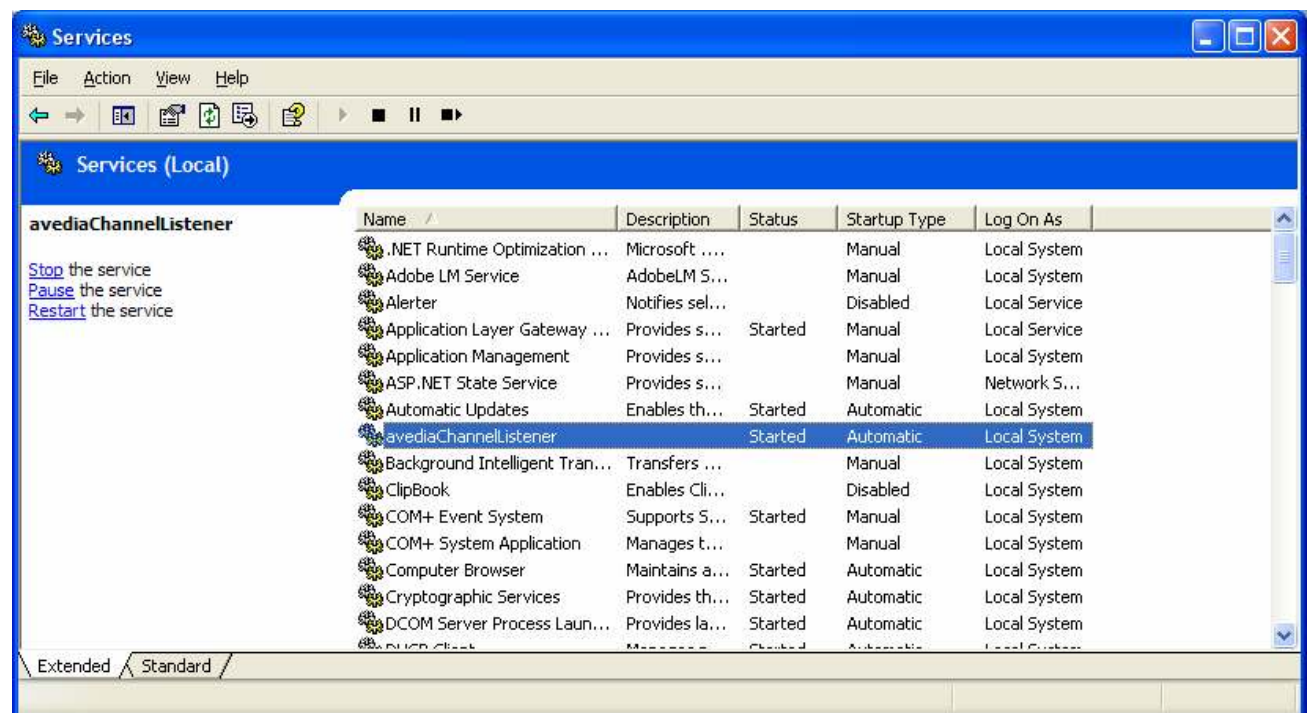 Services
File Action View Help
Services (Local)
avediaChannelListener
Stop the service
Pause the service
Restart the service
Name Description Status Startup Type Log On As
.NET Runtime Optimization ... Microsoft .... Manual Local System
Adobe LM Service AdobeLM S... Manual Local System
Alerter Notifies sel... Disabled Local Service
Application Layer Gateway ... Provides s... Started Manual Local Service
Application Management Provides s... Manual Local System
ASP.NET State Service Provides s... Manual Network S...
Automatic Updates Enables th... Started Automatic Local System
avediaChannelListener Started Automatic Local System
Background Intelligent Tran... Transfers ... Manual Local System
ClipBook Enables Cli... Disabled Local System
COM+ Event System Supports S... Started Manual Local System
COM+ System Application Manages t... Manual Local System
Computer Browser Maintains a... Started Automatic Local System
Cryptographic Services Provides th... Started Automatic Local System
DCOM Server Process Laun... Provides la... Started Automatic Local System
Extended Standard